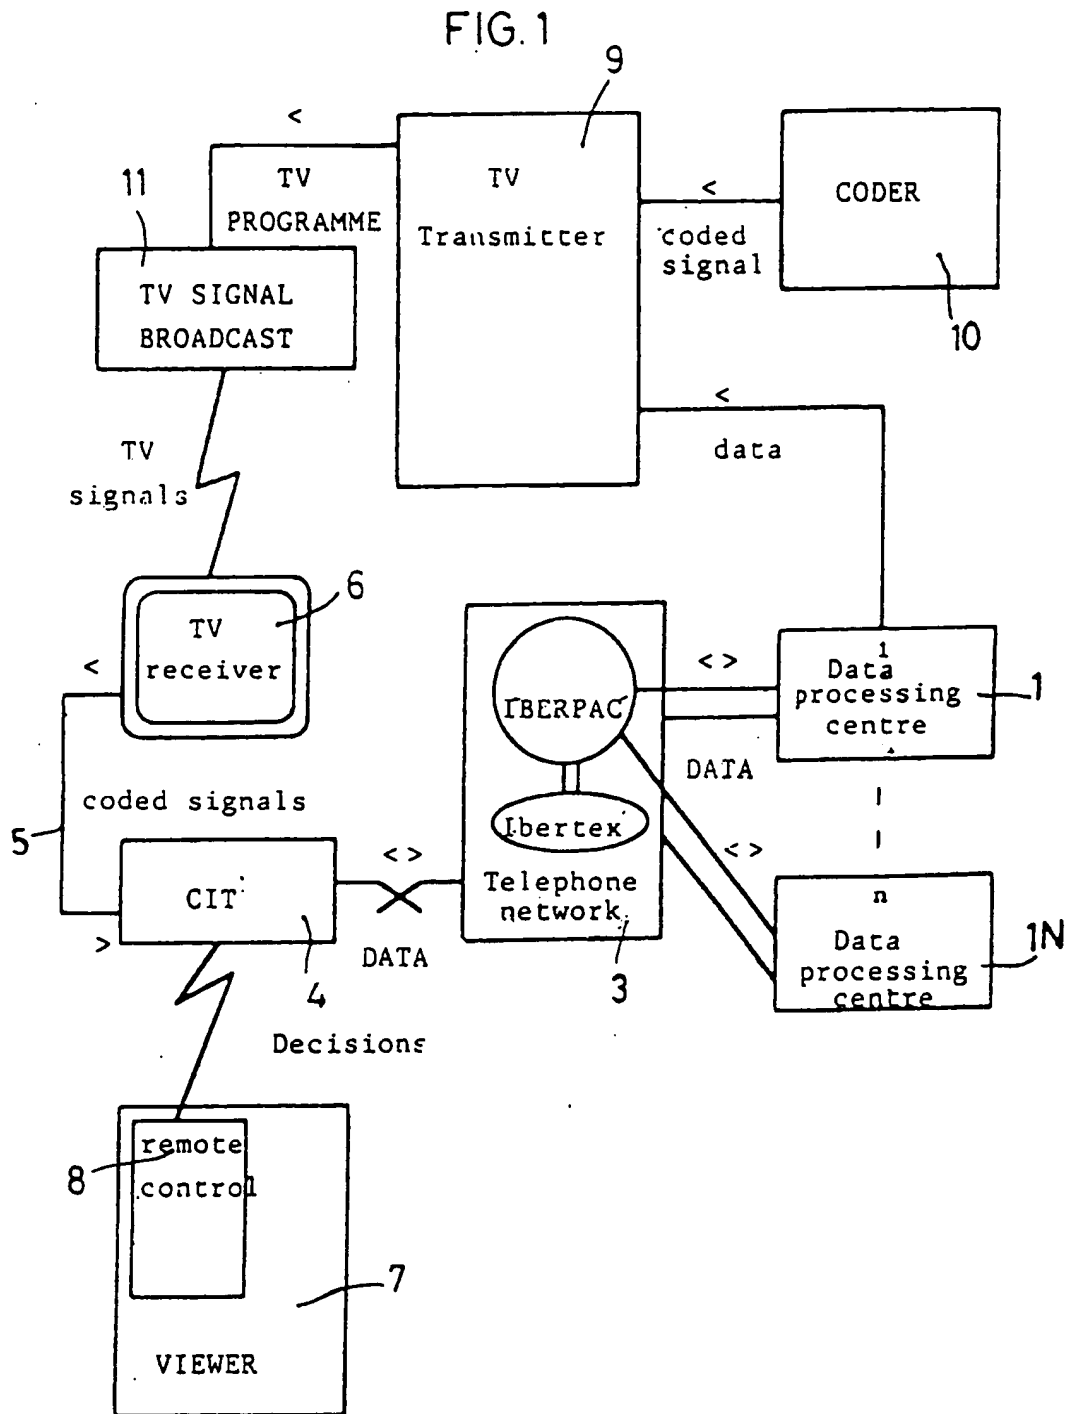 FIG. 1
9
<
TV
PROGRAMME
TV
Transmitter
<
coded
signal
CODER
10
11
TV SIGNAL
BROADCAST
<
data
TV
signals
6
TV
receiver
<
IBERPAC
<>
1
Data
processing
centre
1
DATA
Ibertex
<>
Telephone
network
3
coded signals
5
CIT
>
4
<>
DATA
n
Data
processing
centre
1N
Decisions
remote
control
8
7
VIEWER